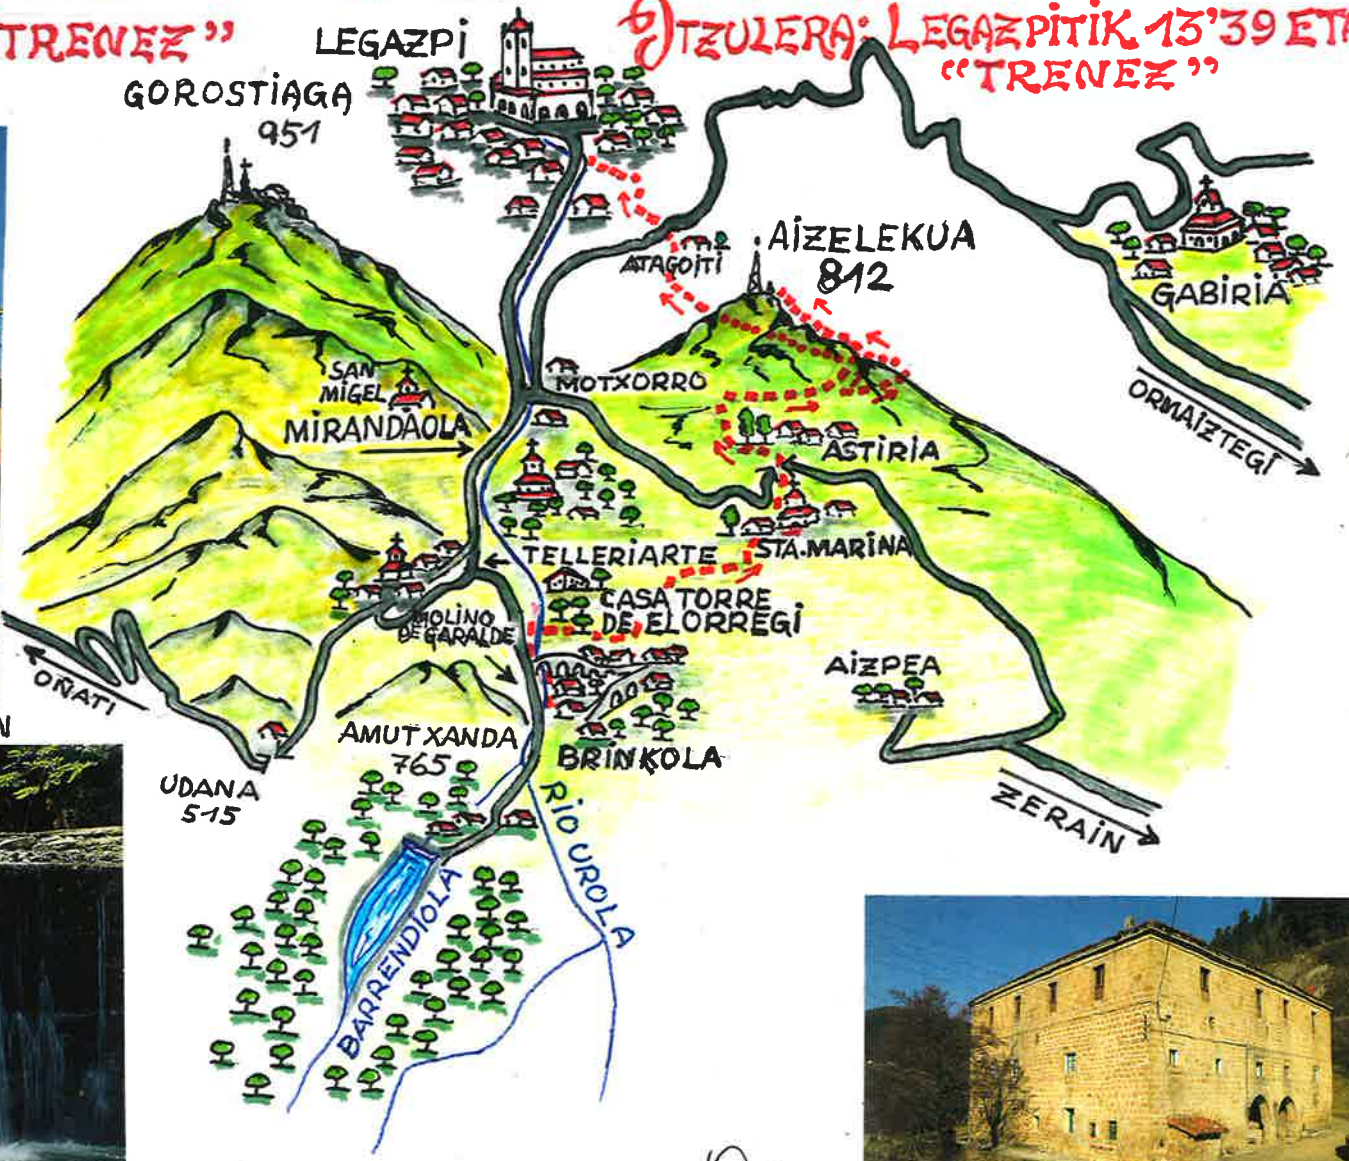 TRENEZ”
ITZULERA: LEGAZPITIK 13'39 ETA
“TRENEZ”
LEGAZPI
GOROSTIAGA
951
AIZELEKUA
812
ATAGOITI
GABIRIA
SAN
MIGEL
MOTXORRO
MIRANDAOLA
ORMAIZTEGI
ASTIRIA
TELLERIARTE
STA.MARINA
CASA TORRE
DE ELORREGI
MOLINO
DE GARALDE
OÑATI
AIZPEA
AMUTXANDA
765
BRINKOLA
UDANA
515
ZERAIN
RIO UROLA
BARRENDIOLA